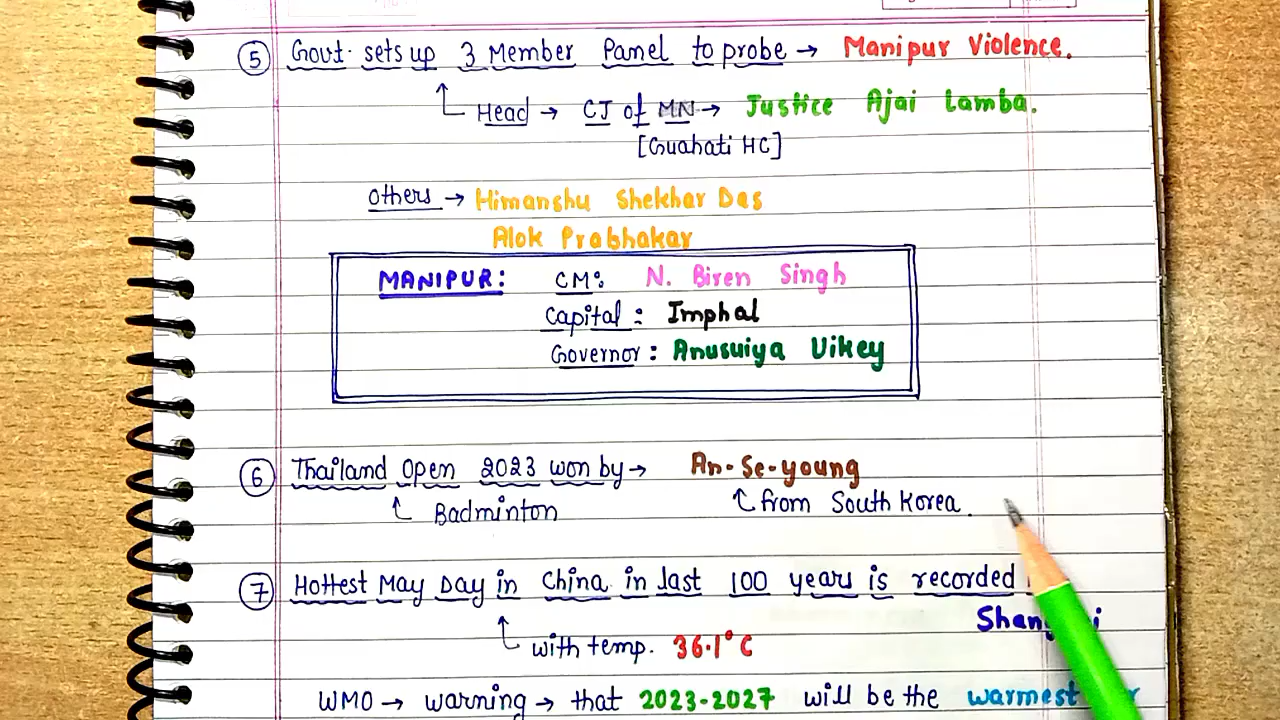 5 Govt. sets up 3 Member Panel to probe → Manipur Violence.
Head → CJ of MN → Justice Ajai Lamba.
[Guahati HC]
Others → Himanshu Shekhar Das
Alok Prabhakar
MANIPUR: CM: N. Biren Singh
Capital: Imphal
Governor: Anusuiya Uikey
6 Thailand Open 2023 won by → An-Se-young
Badminton
from South Korea.
7 Hottest May Day in China in last 100 years is recorded
with temp. 36.1°C
WMO → warning → that 2023-2027 will be the warmest